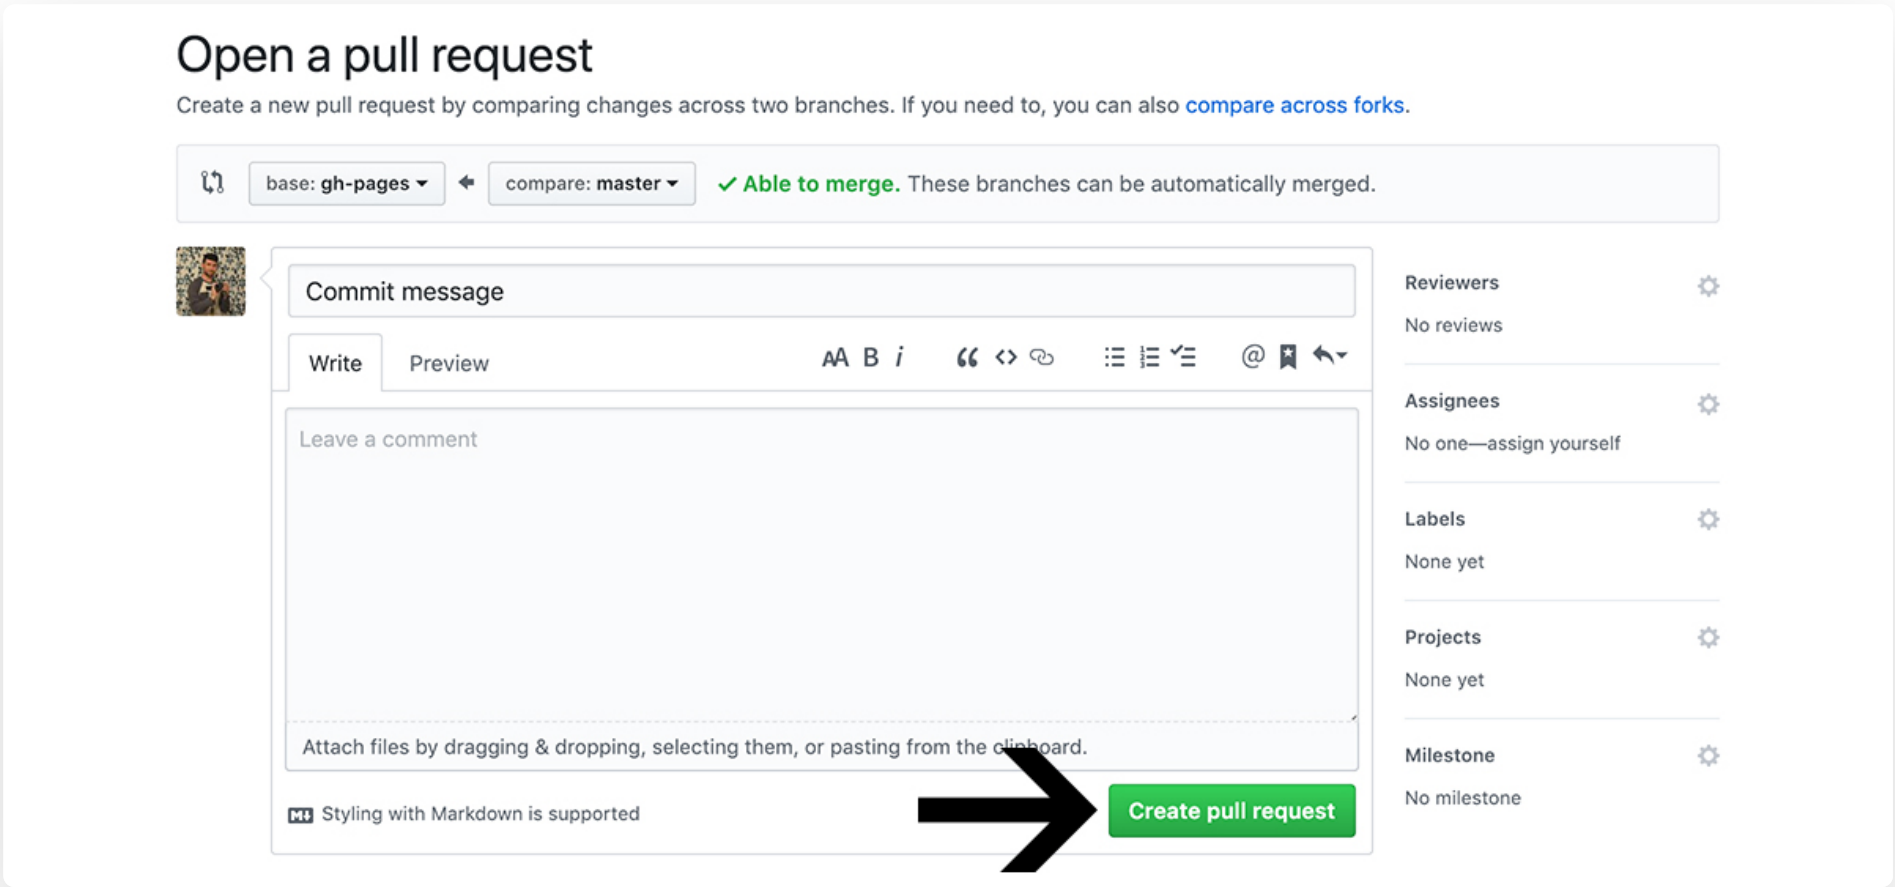 Open a pull request
Create a new pull request by comparing changes across two branches. If you need to, you can also compare across forks.
base: gh-pages compare: master Able to merge. These branches can be automatically merged.
Commit message
Write Preview AA B i @
Leave a comment
Attach files by dragging & dropping, selecting them, or pasting from the clipboard.
Styling with Markdown is supported
Create pull request
Reviewers
No reviews
Assignees
No one—assign yourself
Labels
None yet
Projects
None yet
Milestone
No milestone